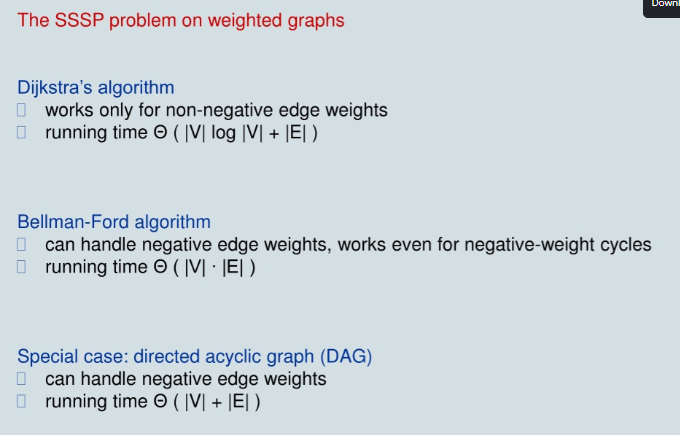 Downl
The SSSP problem on weighted graphs
Dijkstra's algorithm
works only for non-negative edge weights
running time Θ ( |V| log |V| + |E| )
Bellman-Ford algorithm
can handle negative edge weights, works even for negative-weight cycles
running time Θ ( |V| · |E| )
Special case: directed acyclic graph (DAG)
can handle negative edge weights
running time Θ ( |V| + |E| )